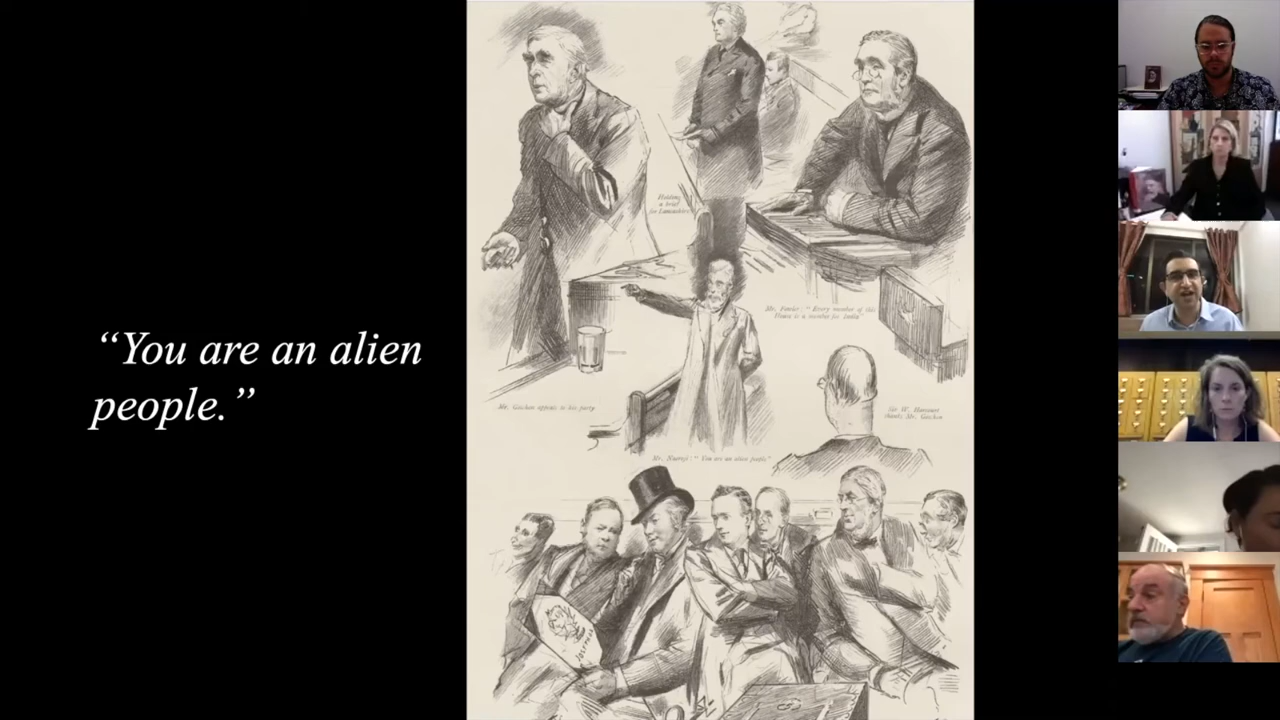 “You are an alien
people.”
Holding
a brief
for Lancashire
Mr. Fowler: “Every member of this
House is a member for India”
Mr. Goschen appeals to his party
Sir W. Harcourt
thanks Mr. Goschen
Mr. Naoroji: “You are an alien people”